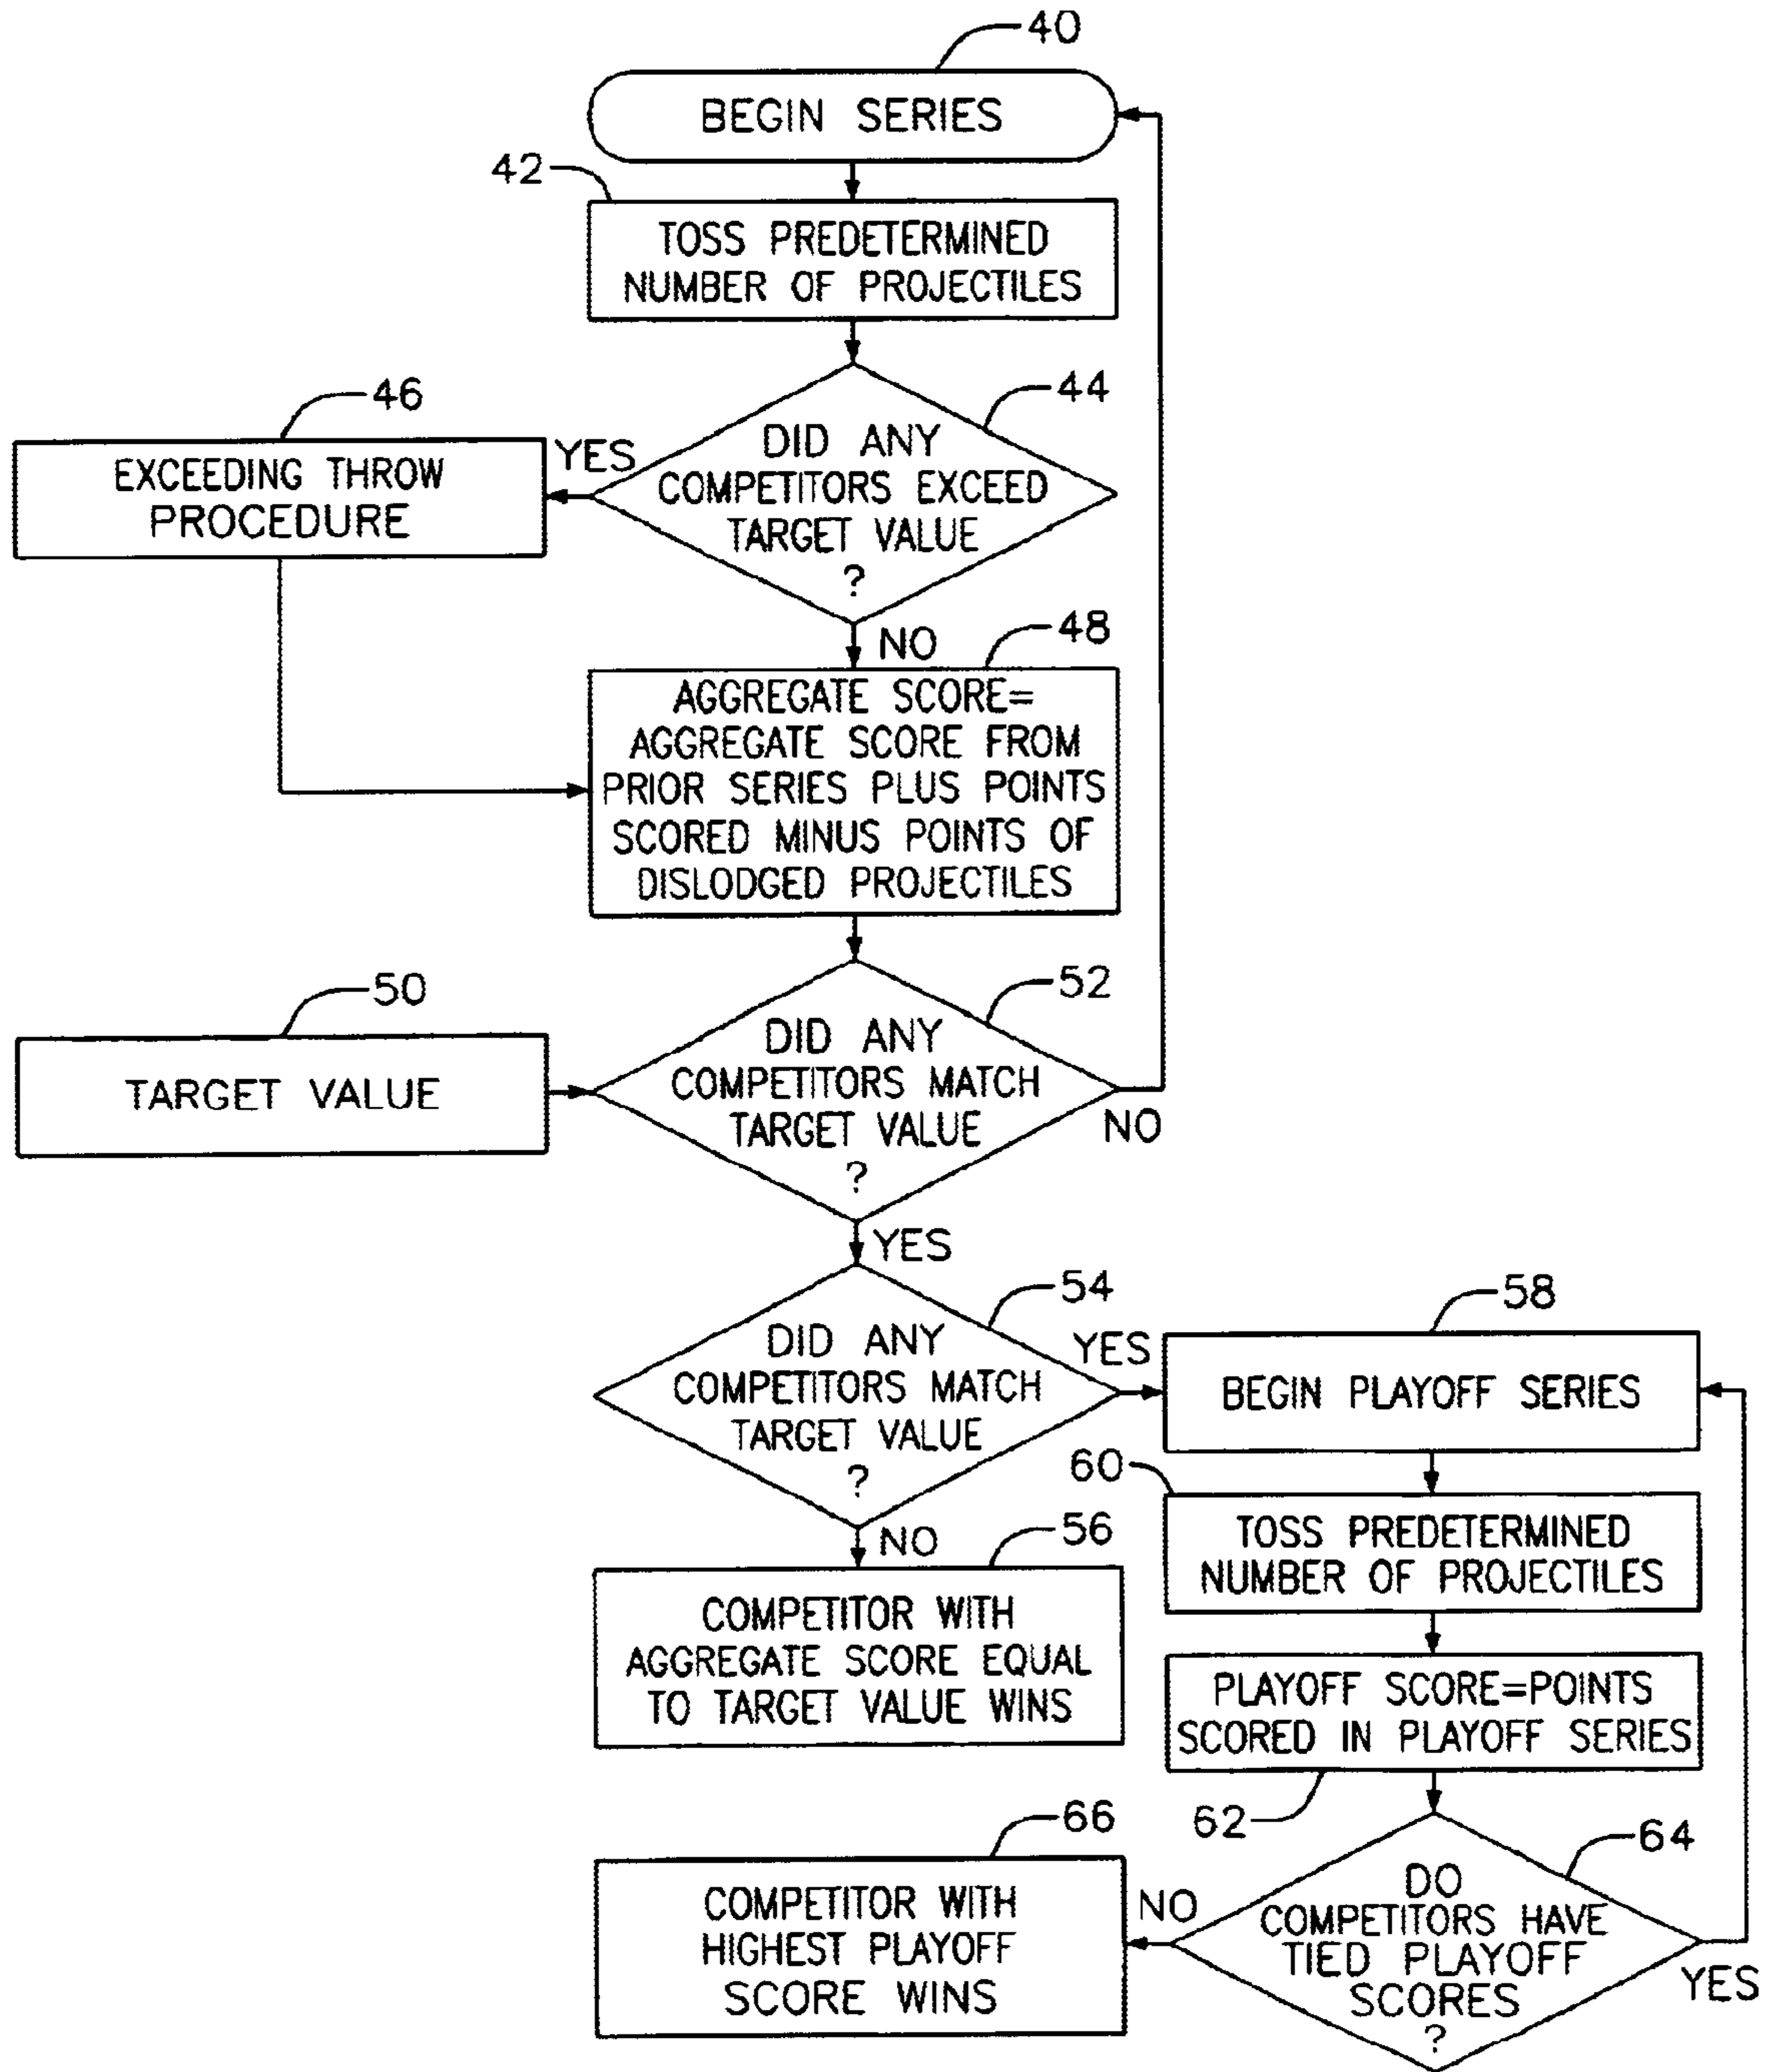 40
BEGIN SERIES
42
TOSS PREDETERMINED
NUMBER OF PROJECTILES
44
DID ANY
COMPETITORS EXCEED
TARGET VALUE
?
YES
46
EXCEEDING THROW
PROCEDURE
NO
48
AGGREGATE SCORE=
AGGREGATE SCORE FROM
PRIOR SERIES PLUS POINTS
SCORED MINUS POINTS OF
DISLODGED PROJECTILES
50
TARGET VALUE
52
DID ANY
COMPETITORS MATCH
TARGET VALUE
?
NO
YES
54
DID ANY
COMPETITORS MATCH
TARGET VALUE
?
YES
NO
56
COMPETITOR WITH
AGGREGATE SCORE EQUAL
TO TARGET VALUE WINS
58
BEGIN PLAYOFF SERIES
60
TOSS PREDETERMINED
NUMBER OF PROJECTILES
PLAYOFF SCORE=POINTS
SCORED IN PLAYOFF SERIES
62
64
DO
COMPETITORS HAVE
TIED PLAYOFF
SCORES
?
YES
NO
66
COMPETITOR WITH
HIGHEST PLAYOFF
SCORE WINS